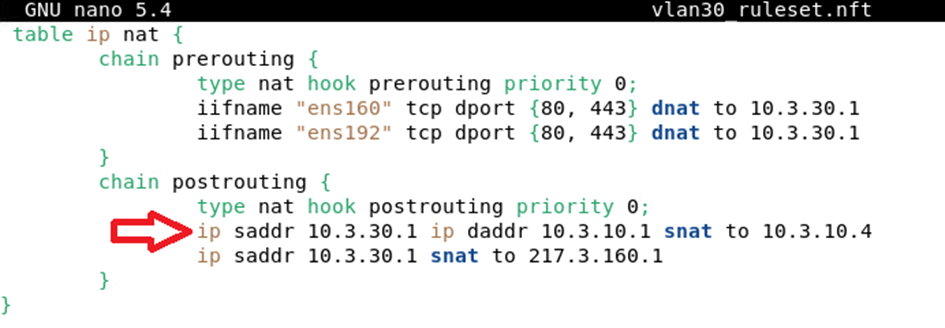 GNU nano 5.4 vlan30_ruleset.nft
table ip nat {
chain prerouting {
type nat hook prerouting priority 0;
iifname "ens160" tcp dport {80, 443} dnat to 10.3.30.1
iifname "ens192" tcp dport {80, 443} dnat to 10.3.30.1
}
chain postrouting {
type nat hook postrouting priority 0;
ip saddr 10.3.30.1 ip daddr 10.3.10.1 snat to 10.3.10.4
ip saddr 10.3.30.1 snat to 217.3.160.1
}
}